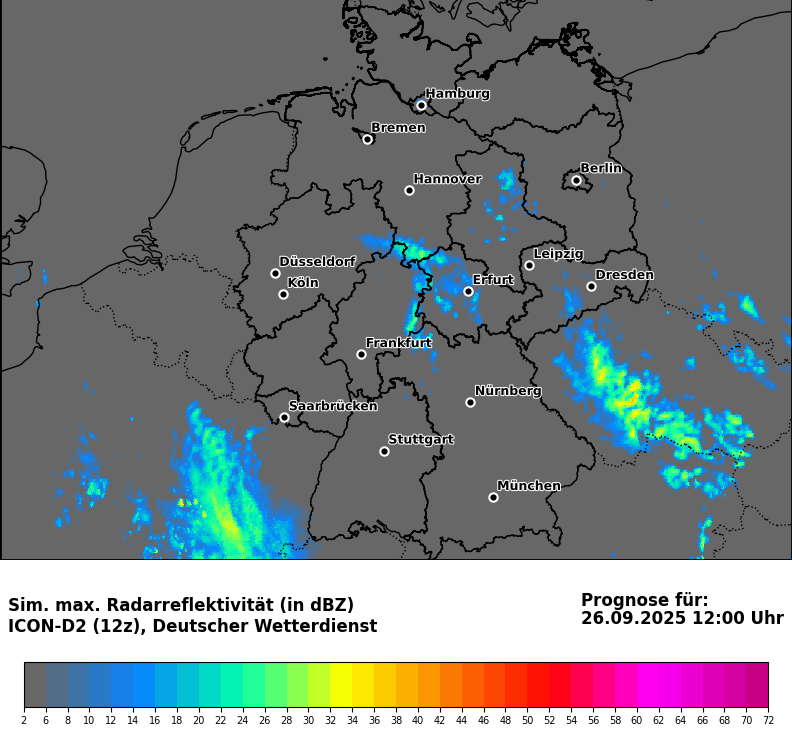 Hamburg
Bremen
Berlin
Hannover
Leipzig
Düsseldorf
Dresden
Köln
Erfurt
Frankfurt
Nürnberg
Saarbrücken
Stuttgart
München
Sim. max. Radarreflektivität (in dBZ)
ICON-D2 (12z), Deutscher Wetterdienst
Prognose für:
26.09.2025 12:00 Uhr
2 6 8 10 12 14 16 18 20 22 24 26 28 30 32 34 36 38 40 42 44 46 48 50 52 54 56 58 60 62 64 66 68 70 72